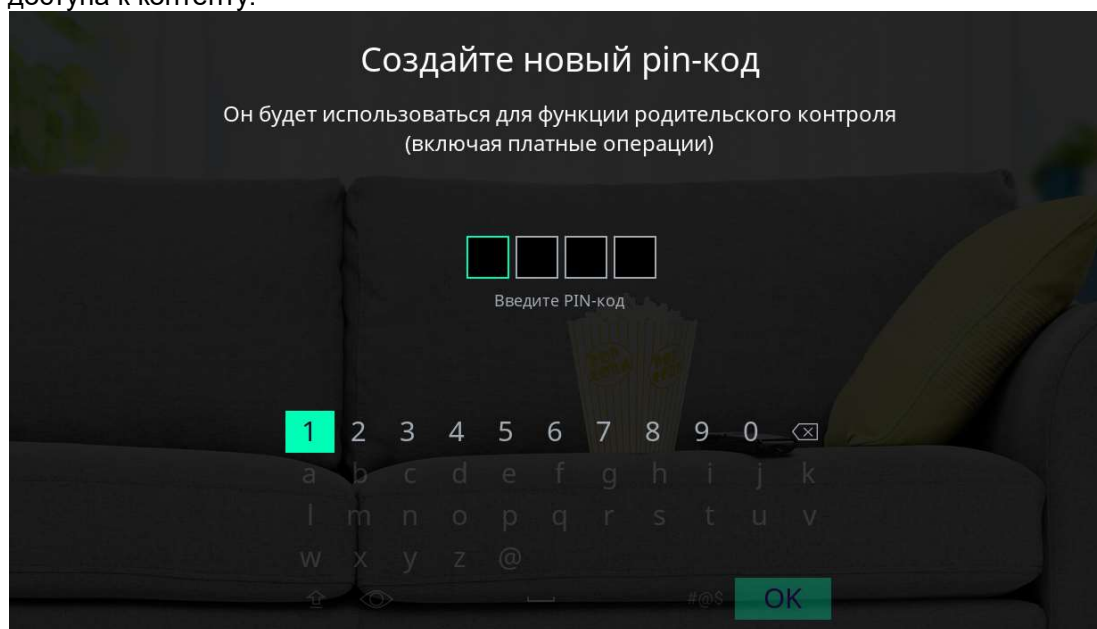 доступа к контенту.
Создайте новый pin-код
Он будет использоваться для функции родительского контроля
(включая платные операции)
Введите PIN-код
1 2 3 4 5 6 7 8 9 0
a b c d e f g h i j k
l m n o p q r s t u v
w x y z @
#@$ OK